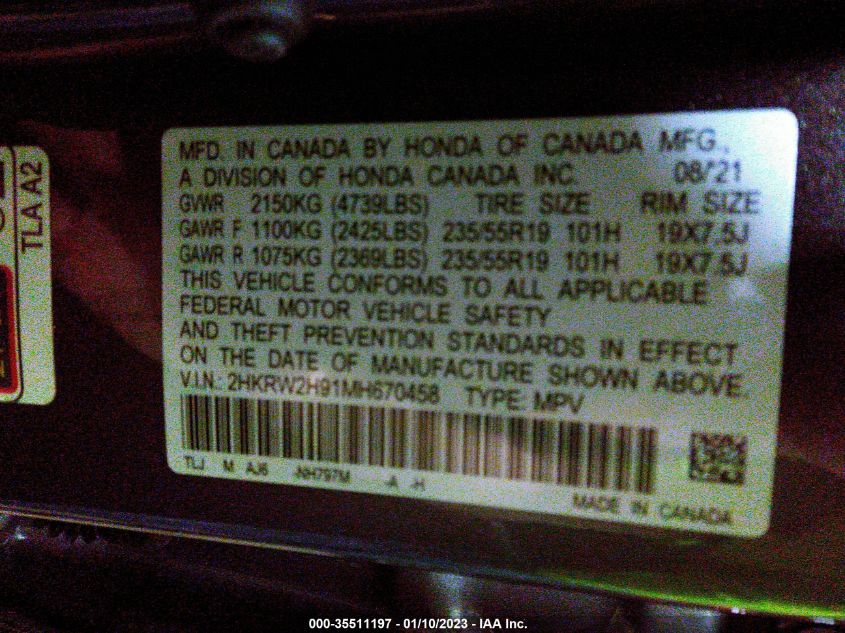 TLA A2
MFD. IN CANADA BY HONDA OF CANADA MFG.,
A DIVISION OF HONDA CANADA INC. 08/21
GVWR 2150KG (4739LBS) TIRE SIZE RIM SIZE
GAWR F 1100KG (2425LBS) 235/55R19 101H 19X7.5J
GAWR R 1075KG (2369LBS) 235/55R19 101H 19X7.5J
THIS VEHICLE CONFORMS TO ALL APPLICABLE
FEDERAL MOTOR VEHICLE SAFETY
AND THEFT PREVENTION STANDARDS IN EFFECT
ON THE DATE OF MANUFACTURE SHOWN ABOVE.
V.I.N.: 2HKRW2H91MH670458 TYPE: MPV
TLJ M AJ6 -NH797M -A -H
MADE IN CANADA
000-35511197 - 01/10/2023 - IAA Inc.